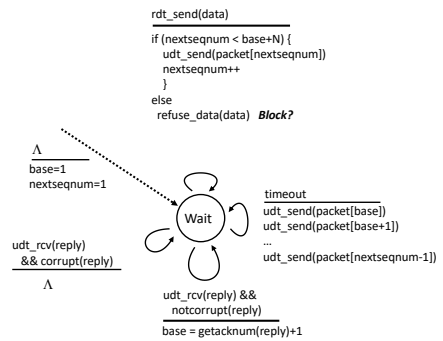 rdt_send(data)
if (nextseqnum < base+N) {
udt_send(packet[nextseqnum])
nextseqnum++
}
else
refuse_data(data) Block?
Λ
base=1
nextseqnum=1
Wait
timeout
udt_send(packet[base])
udt_send(packet[base+1])
...
udt_send(packet[nextseqnum-1])
udt_rcv(reply)
&& corrupt(reply)
Λ
udt_rcv(reply) &&
notcorrupt(reply)
base = getacknum(reply)+1